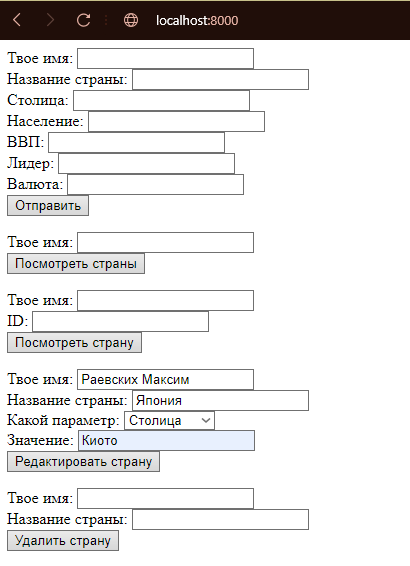 localhost:8000
Твое имя:
Название страны:
Столица:
Население:
ВВП:
Лидер:
Валюта:
Отправить
Твое имя:
Посмотреть страны
Твое имя:
ID:
Посмотреть страну
Твое имя: Раевских Максим
Название страны: Япония
Какой параметр: Столица
Значение: Киото
Редактировать страну
Твое имя:
Название страны:
Удалить страну